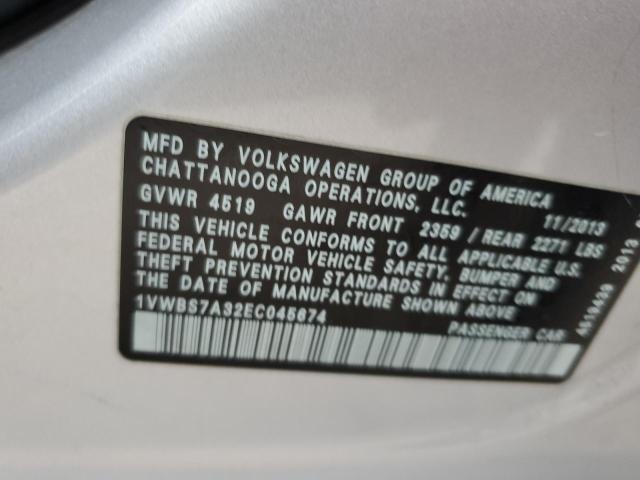 MFD BY VOLKSWAGEN GROUP OF AMERICA
CHATTANOOGA OPERATIONS, LLC. 11/2013
GVWR 4519 GAWR FRONT 2359 / REAR 2271 LBS
THIS VEHICLE CONFORMS TO ALL APPLICABLE U.S.
FEDERAL MOTOR VEHICLE SAFETY, BUMPER AND
THEFT PREVENTION STANDARDS IN EFFECT ON
THE DATE OF MANUFACTURE SHOWN ABOVE
1VWBS7A32EC045674 PASSENGER CAR